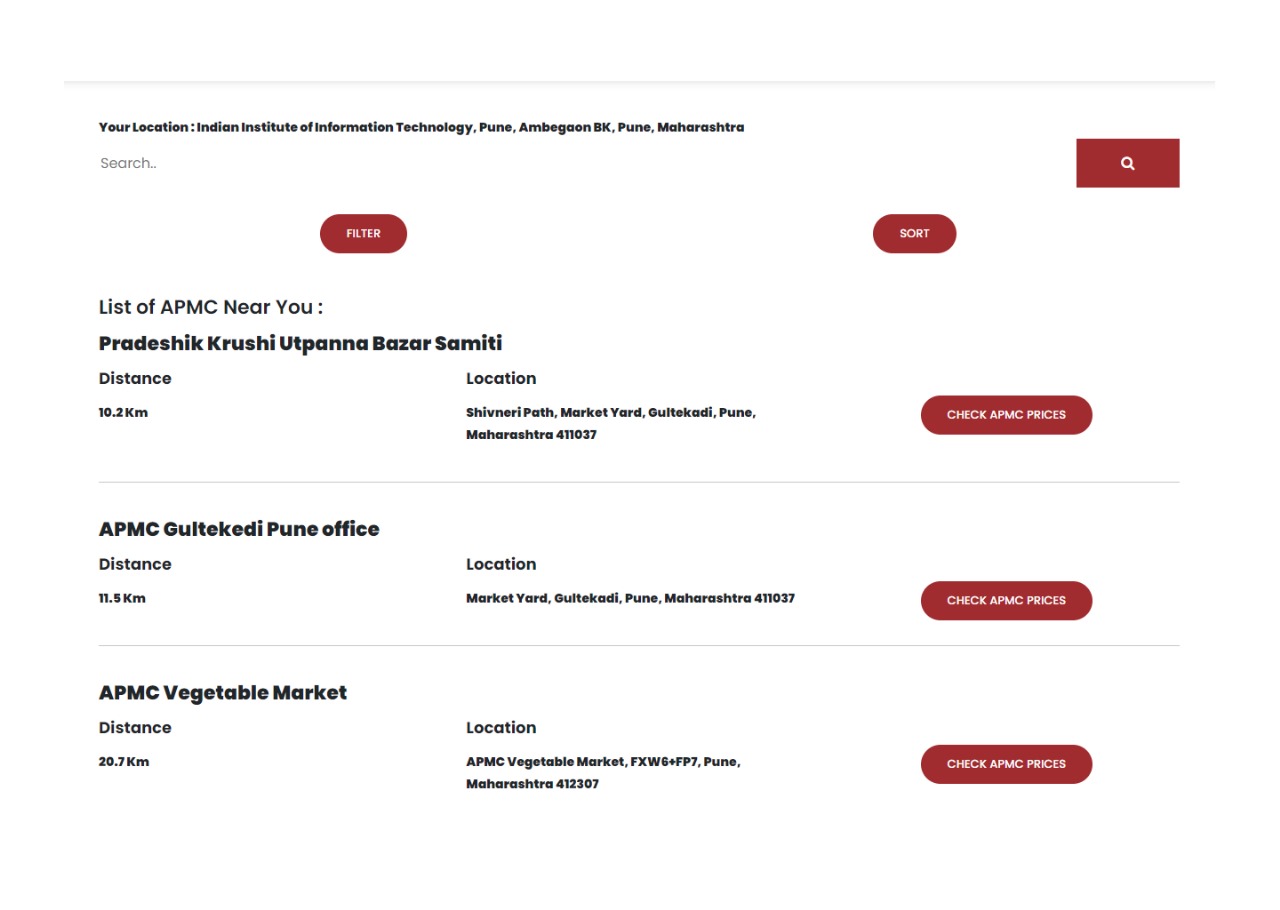 Your Location : Indian Institute of Information Technology, Pune, Ambegaon BK, Pune, Maharashtra
Search..
FILTER
SORT
List of APMC Near You :
Pradeshik Krushi Utpanna Bazar Samiti
Distance
Location
10.2 Km
Shivneri Path, Market Yard, Gultekadi, Pune,
Maharashtra 411037
CHECK APMC PRICES
APMC Gultekedi Pune office
Distance
Location
11.5 Km
Market Yard, Gultekadi, Pune, Maharashtra 411037
CHECK APMC PRICES
APMC Vegetable Market
Distance
Location
20.7 Km
APMC Vegetable Market, FXW6+FP7, Pune,
Maharashtra 412307
CHECK APMC PRICES